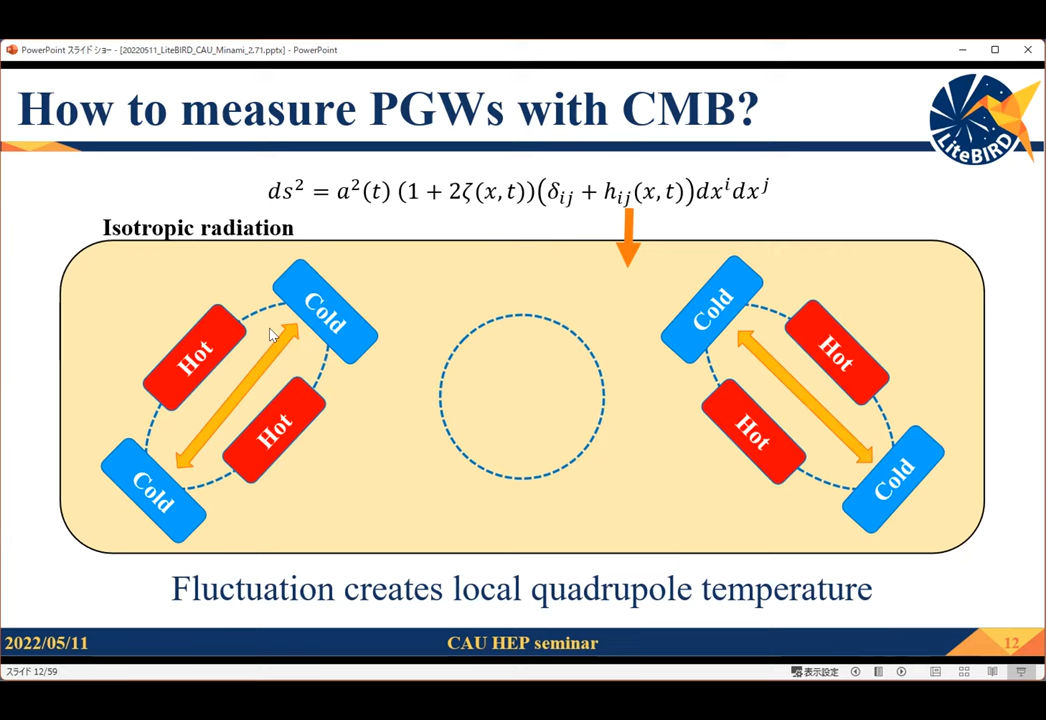 PowerPoint スライド ショー - [20220511_LiteBIRD_CAU_Minami_2.71.pptx] - PowerPoint
How to measure PGWs with CMB?
LiteBIRD
ds² = a²(t) (1 + 2ζ(x, t))(δᵢⱼ + hᵢⱼ(x, t))dxⁱdxʲ
Isotropic radiation
Cold
Hot
Hot
Cold
Cold
Hot
Hot
Cold
Fluctuation creates local quadrupole temperature
2022/05/11
CAU HEP seminar
12
スライド 12/59
表示設定